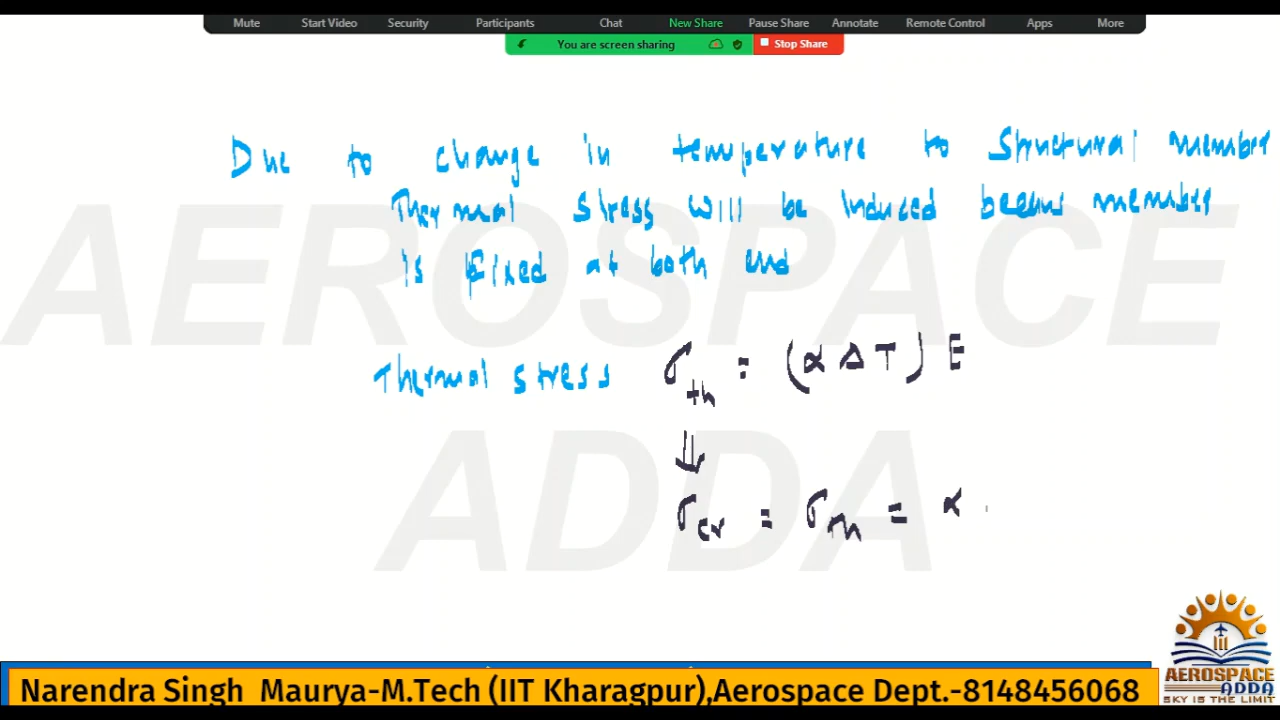 Mute Start Video Security Participants Chat New Share Pause Share Annotate Remote Control Apps More
You are screen sharing Stop Share
Due to change in temperature to structural member
Thermal stress will be Induced member
is Fixed at both end
Thermal stress σth = (α Δ T) E
⇓
σcr = σth = α
AEROSPACE
ADDA
AEROSPACE
ADDA
SKY IS THE LIMIT
Narendra Singh Maurya-M.Tech (IIT Kharagpur),Aerospace Dept.-8148456068